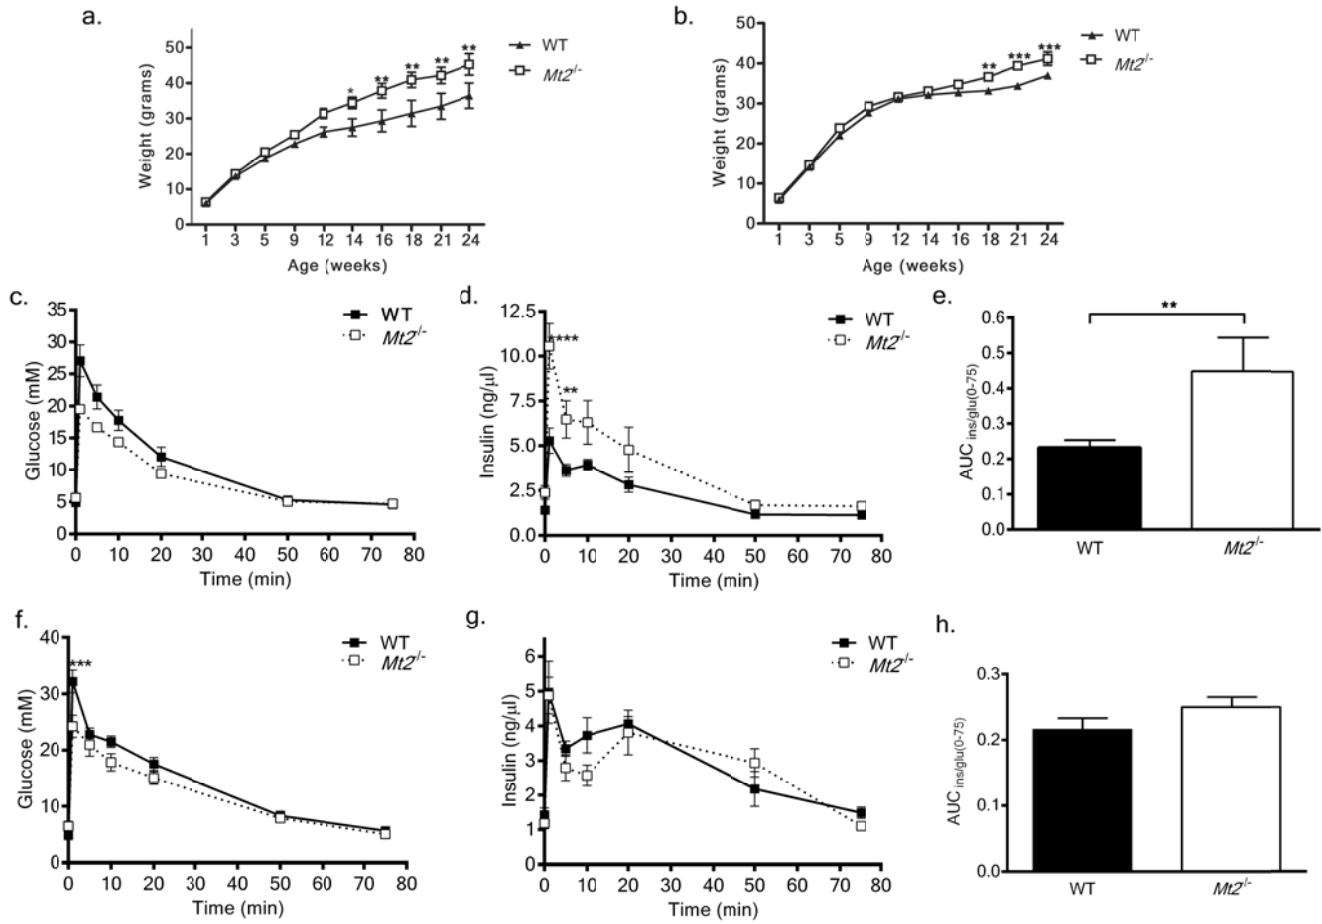 a.
WT
Mt2-/-
50
40
30
20
10
0
Weight (grams)
*
**
**
**
**
1 3 5 9 12 14 16 18 21 24
Age (weeks)
b.
WT
Mt2-/-
50
40
30
20
10
0
Weight (grams)
**
***
***
1 3 5 9 12 14 16 18 21 24
Age (weeks)
c.
WT
Mt2-/-
35
30
25
20
15
10
5
0
Glucose (mM)
0 10 20 30 40 50 60 70 80
Time (min)
d.
WT
Mt2-/-
12.5
10.0
7.5
5.0
2.5
0.0
Insulin (ng/µl)
****
**
0 10 20 30 40 50 60 70 80
Time (min)
e.
**
0.6
0.5
0.4
0.3
0.2
0.1
0.0
AUC ins/glu(0-75)
WT Mt2-/-
f.
WT
Mt2-/-
40
30
20
10
0
Glucose (mM)
***
0 10 20 30 40 50 60 70 80
Time (min)
g.
WT
Mt2-/-
6
5
4
3
2
1
0
Insulin (ng/µl)
0 10 20 30 40 50 60 70 80
Time (min)
h.
0.3
0.2
0.1
0.0
AUC ins/glu(0-75)
WT Mt2-/-